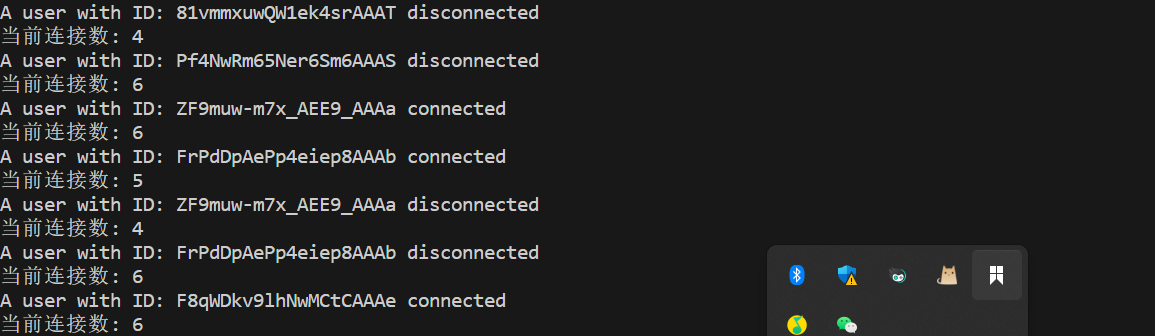 A user with ID: 81vmmxuwQW1ek4srAAAT disconnected
当前连接数: 4
A user with ID: Pf4NwRm65Ner6Sm6AAAS disconnected
当前连接数: 6
A user with ID: ZF9muw-m7x_AEE9_AAAa connected
当前连接数: 6
A user with ID: FrPdDpAePp4eiep8AAAb connected
当前连接数: 5
A user with ID: ZF9muw-m7x_AEE9_AAAa disconnected
当前连接数: 4
A user with ID: FrPdDpAePp4eiep8AAAb disconnected
当前连接数: 6
A user with ID: F8qWDkv9lhNwMCtCAAAe connected
当前连接数: 6